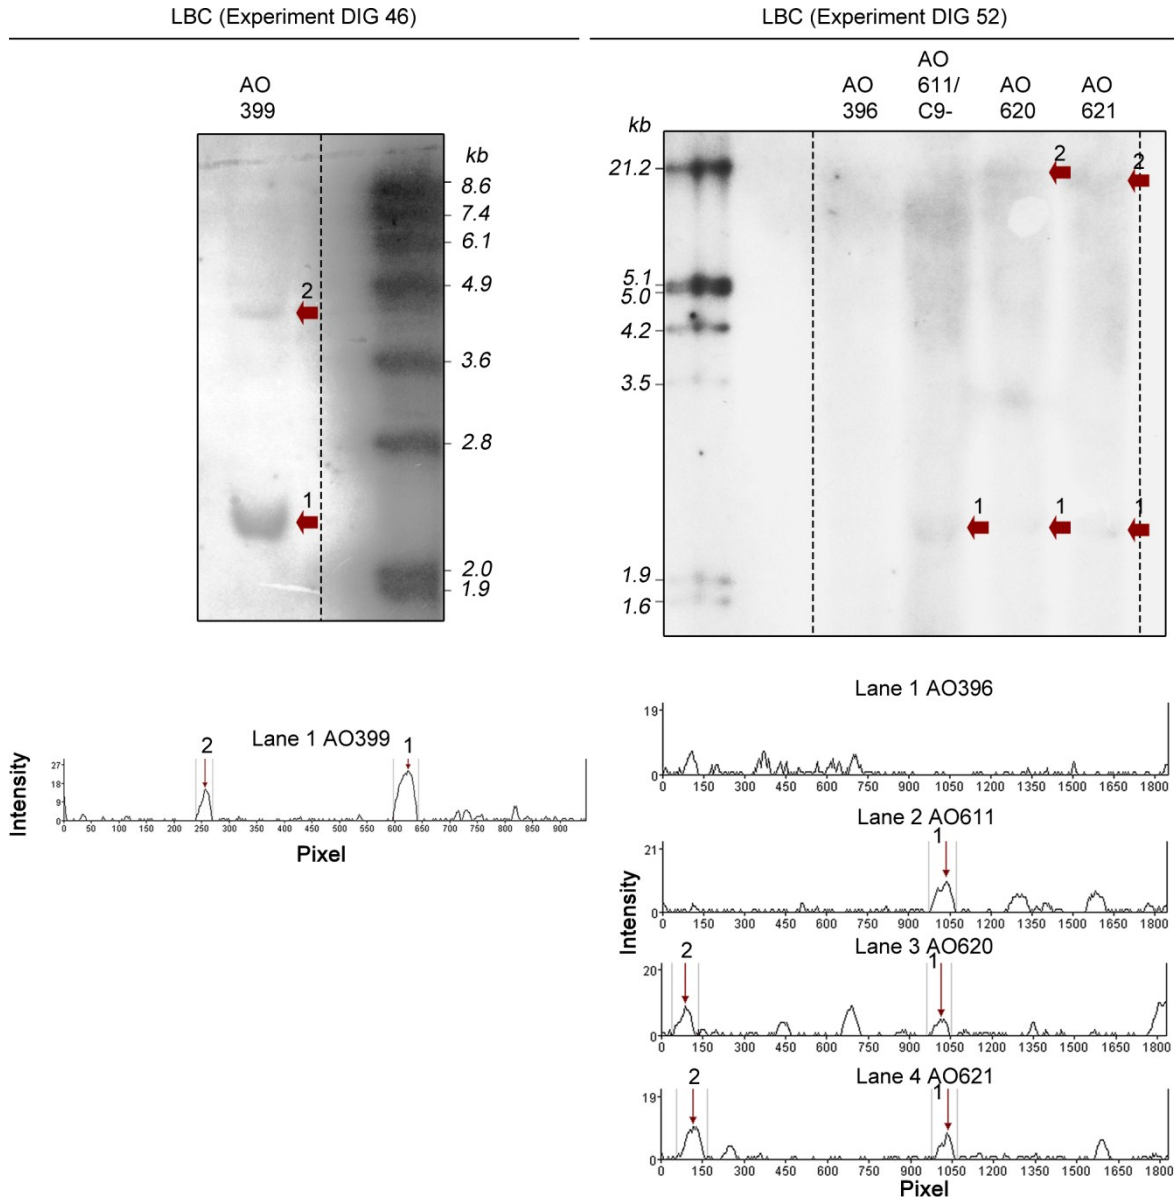 LBC (Experiment DIG 46)
AO
399
kb
8.6
7.4
6.1
4.9
2
3.6
2.8
1
2.0
1.9
LBC (Experiment DIG 52)
AO
396
AO
611/
C9-
AO
620
AO
621
kb
21.2
2
2
5.1
5.0
4.2
3.5
1
1
1
1.9
1.6
Lane 1 AO399
2
1
Intensity
27
18
9
0
0 50 100 150 200 250 300 350 400 450 500 550 600 650 700 750 800 850 900
Pixel
Lane 1 AO396
19
0
0 150 300 450 600 750 900 1050 1200 1350 1500 1650 1800
Lane 2 AO611
1
21
0
0 150 300 450 600 750 900 1050 1200 1350 1500 1650 1800
Intensity
Lane 3 AO620
2
1
20
0
0 150 300 450 600 750 900 1050 1200 1350 1500 1650 1800
Lane 4 AO621
2
1
19
0
0 150 300 450 600 750 900 1050 1200 1350 1500 1650 1800
Pixel